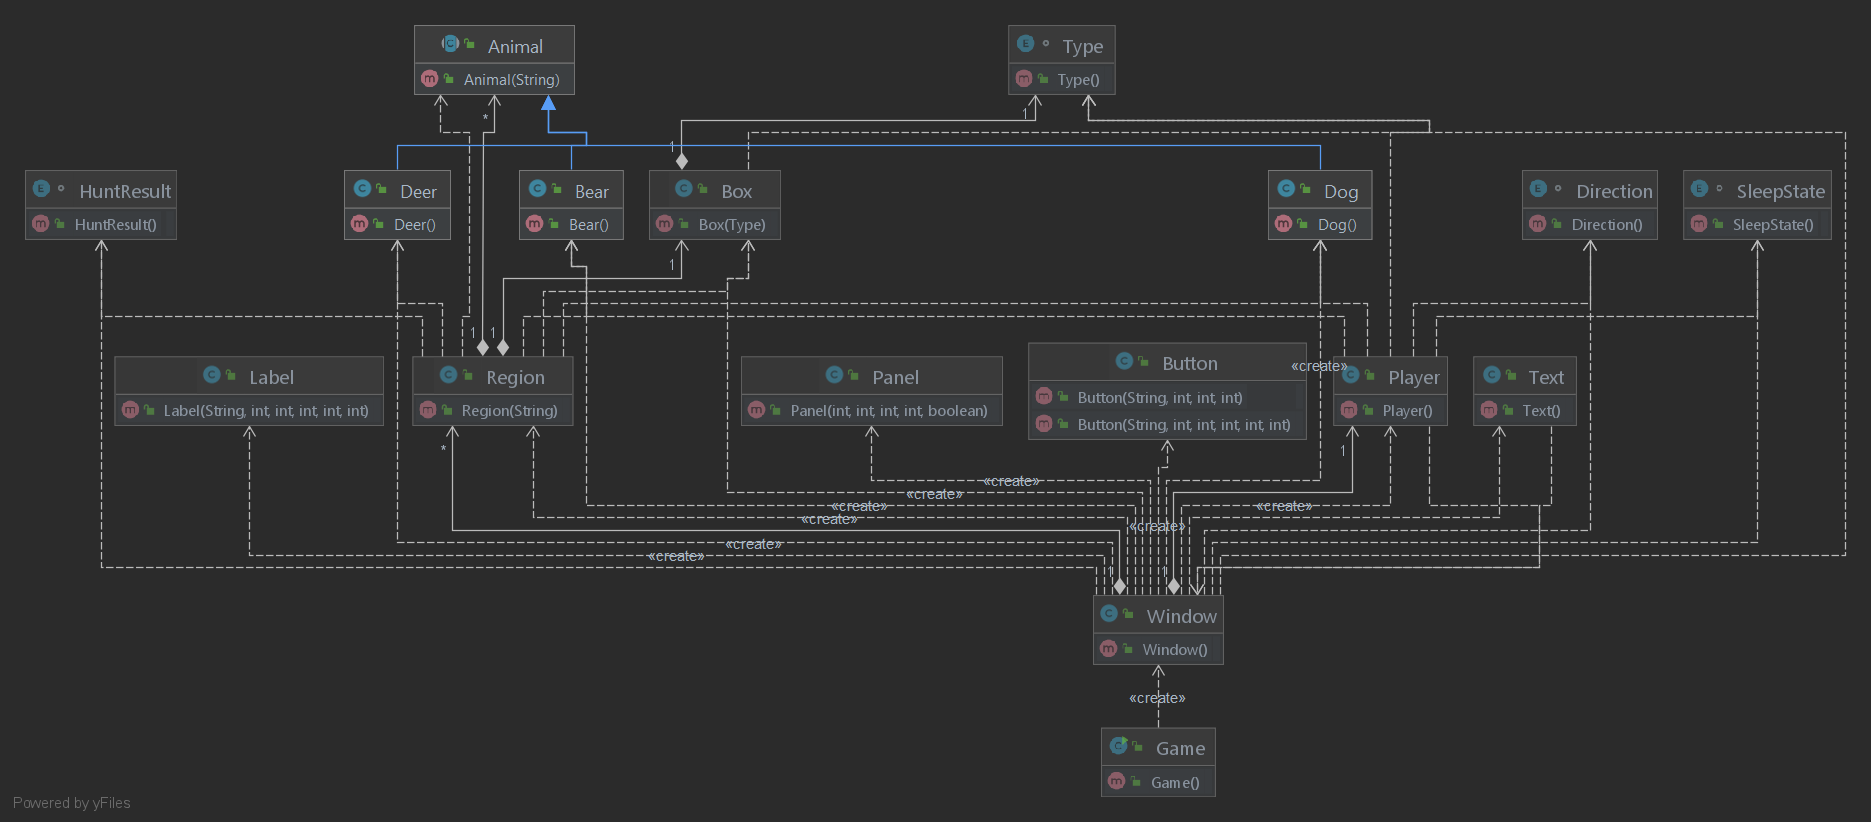 Animal
Animal(String)
Type
Type()
*
1
1
HuntResult
HuntResult()
Deer
Deer()
Bear
Bear()
Box
Box(Type)
Dog
Dog()
Direction
Direction()
SleepState
SleepState()
1
1
1
Label
Label(String, int, int, int, int, int)
Region
Region(String)
Panel
Panel(int, int, int, int, boolean)
Button
Button(String, int, int, int)
Button(String, int, int, int, int, int)
«create»
Player
Player()
Text
Text()
*
1
«create»
«create»
«create»
«create»
«create»
«create»
«create»
«create»
1
1
Window
Window()
«create»
Game
Game()
Powered by yFiles